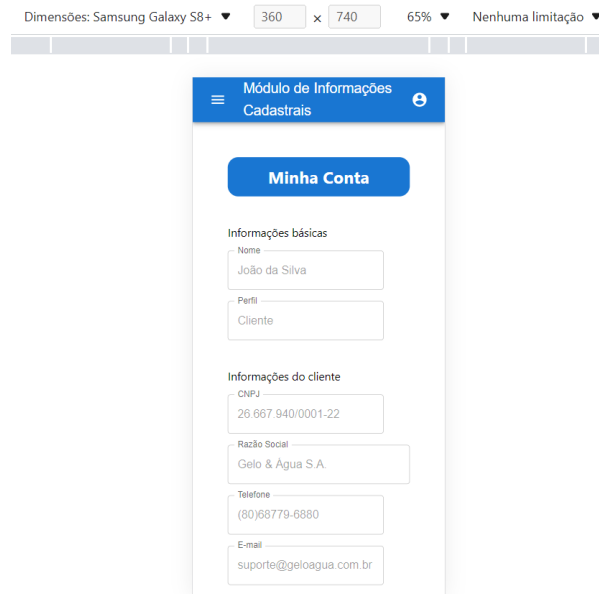 Dimensões: Samsung Galaxy S8+ ▼ 360 × 740 65% ▼ Nenhuma limitação ▼
Módulo de Informações
Cadastrais
Minha Conta
Informações básicas
Nome
João da Silva
Perfil
Cliente
Informações do cliente
CNPJ
26.667.940/0001-22
Razão Social
Gelo & Água S.A.
Telefone
(80)68779-6880
E-mail
suporte@geloagua.com.br